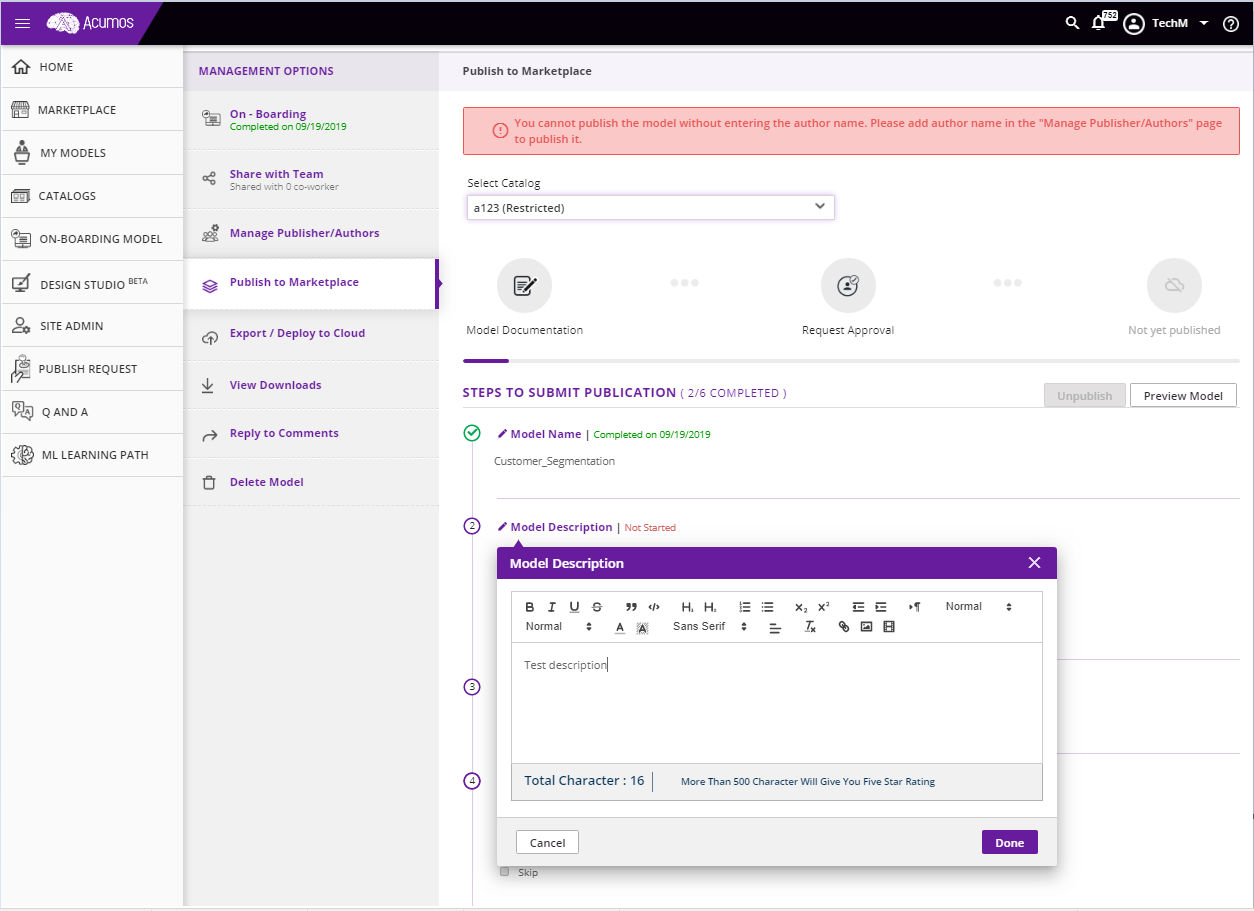 Acumos
752
TechM
HOME
MARKETPLACE
MY MODELS
CATALOGS
ON-BOARDING MODEL
DESIGN STUDIO BETA
SITE ADMIN
PUBLISH REQUEST
Q AND A
ML LEARNING PATH
MANAGEMENT OPTIONS
On - Boarding
Completed on 09/19/2019
Share with Team
Shared with 0 co-worker
Manage Publisher/Authors
Publish to Marketplace
Export / Deploy to Cloud
View Downloads
Reply to Comments
Delete Model
Publish to Marketplace
You cannot publish the model without entering the author name. Please add author name in the "Manage Publisher/Authors" page
to publish it.
Select Catalog
a123 (Restricted)
Model Documentation
Request Approval
Not yet published
STEPS TO SUBMIT PUBLICATION ( 2/6 COMPLETED )
Unpublish
Preview Model
Model Name | Completed on 09/19/2019
Customer_Segmentation
2
Model Description | Not Started
Model Description
Normal
Normal
Sans Serif
Test description
3
4
Total Character : 16
More Than 500 Character Will Give You Five Star Rating
Cancel
Done
Skip